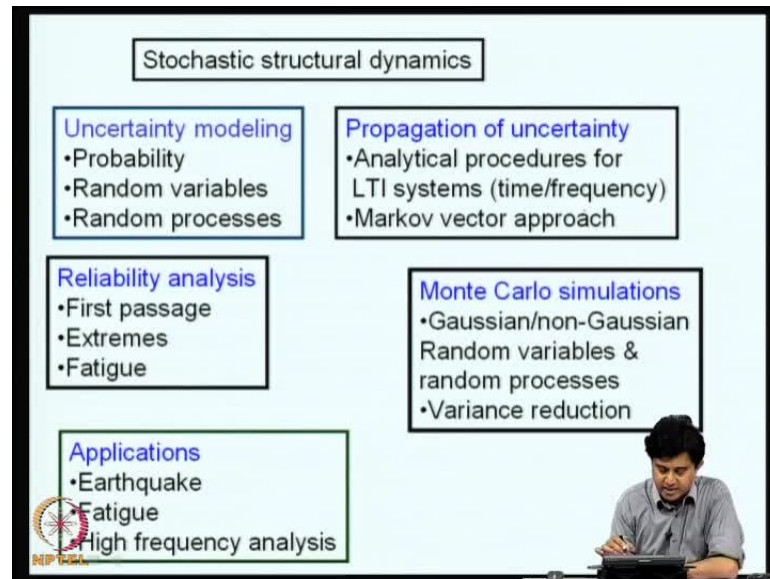 Stochastic structural dynamics
Uncertainty modeling
•Probability
•Random variables
•Random processes
Propagation of uncertainty
•Analytical procedures for
LTI systems (time/frequency)
•Markov vector approach
Reliability analysis
•First passage
•Extremes
•Fatigue
Monte Carlo simulations
•Gaussian/non-Gaussian
Random variables &
random processes
•Variance reduction
Applications
•Earthquake
•Fatigue
•High frequency analysis
NPTEL